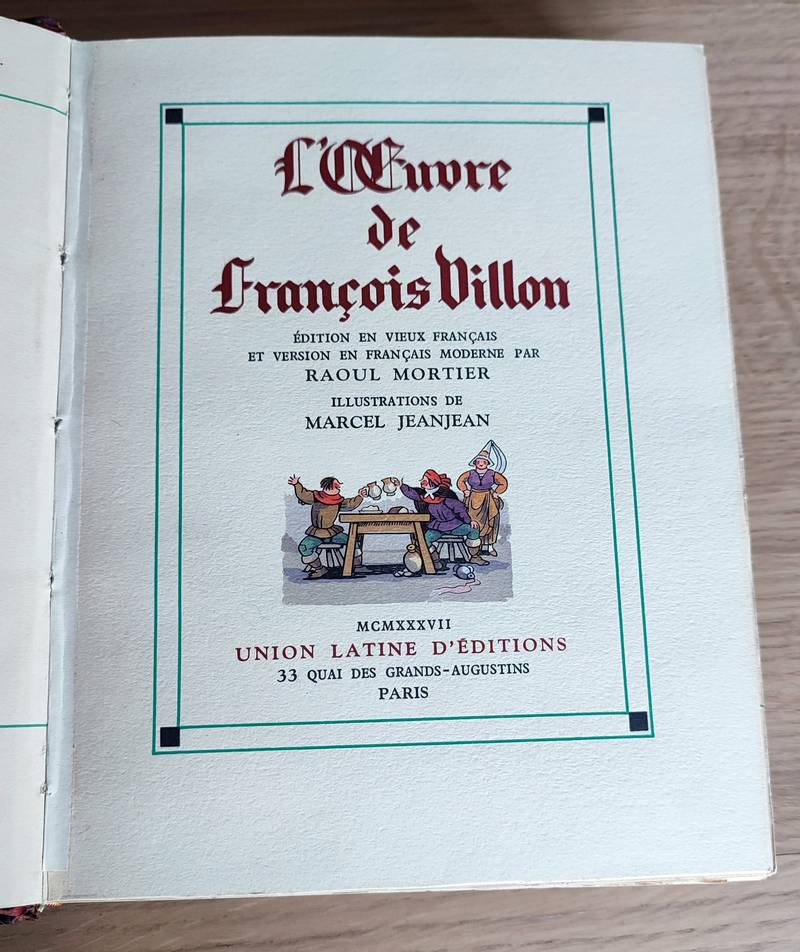 L'Œuvre
de
François Villon
ÉDITION EN VIEUX FRANÇAIS
ET VERSION EN FRANÇAIS MODERNE PAR
RAOUL MORTIER
ILLUSTRATIONS DE
MARCEL JEANJEAN
MCMXXXVII
UNION LATINE D'ÉDITIONS
33 QUAI DES GRANDS-AUGUSTINS
PARIS